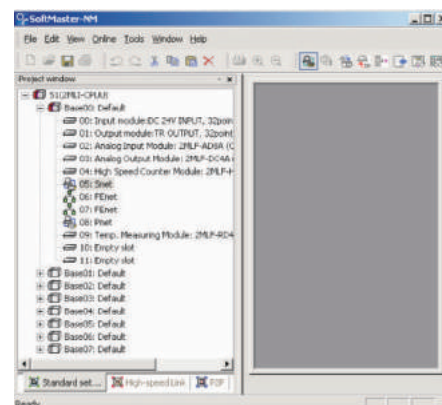 SoftMaster-NM
File Edit View Online Tools Window Help
Project window
51(2MLI-CPUU)
Base00: Default
00: Input module:DC 24V INPUT, 32poin
01: Output module:TR OUTPUT, 32point
02: Analog Input Module: 2MLF-AD8A (C
03: Analog Output Module: 2MLF-DC4A
04: High Speed Counter Module: 2MLF-H
05: Snet
06: FEnet
07: FEnet
08: Pnet
09: Temp. Measuring Module: 2MLF-RD4
10: Empty slot
11: Empty slot
Base01: Default
Base02: Default
Base03: Default
Base04: Default
Base05: Default
Base06: Default
Base07: Default
Standard set... High-speed Link P2P
Ready